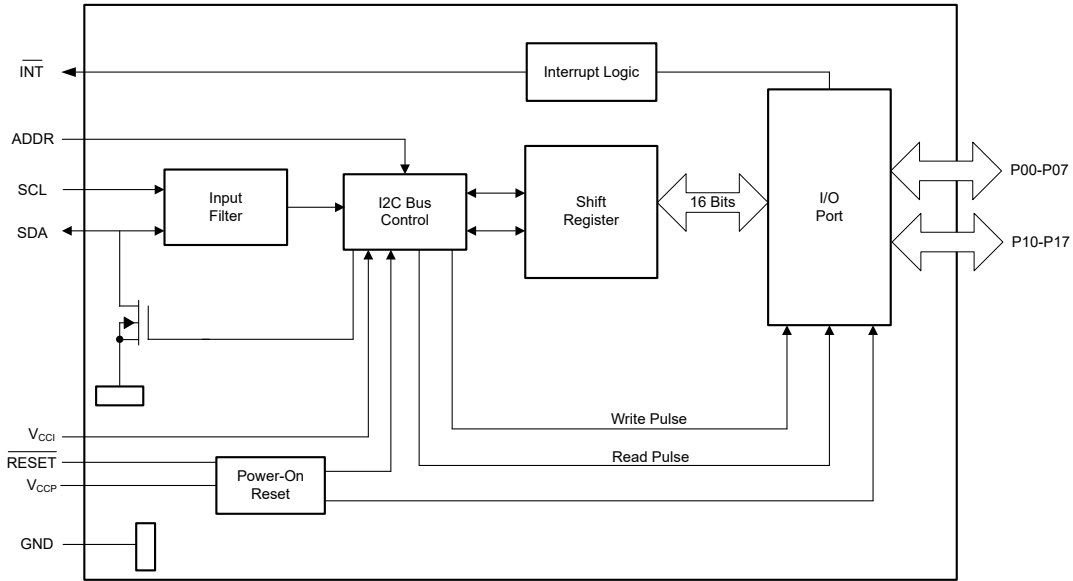 INT
Interrupt Logic
ADDR
SCL
SDA
Input
Filter
I2C Bus
Control
Shift
Register
16 Bits
I/O
Port
P00-P07
P10-P17
Write Pulse
VCCI
RESET
Read Pulse
VCCP
Power-On
Reset
GND